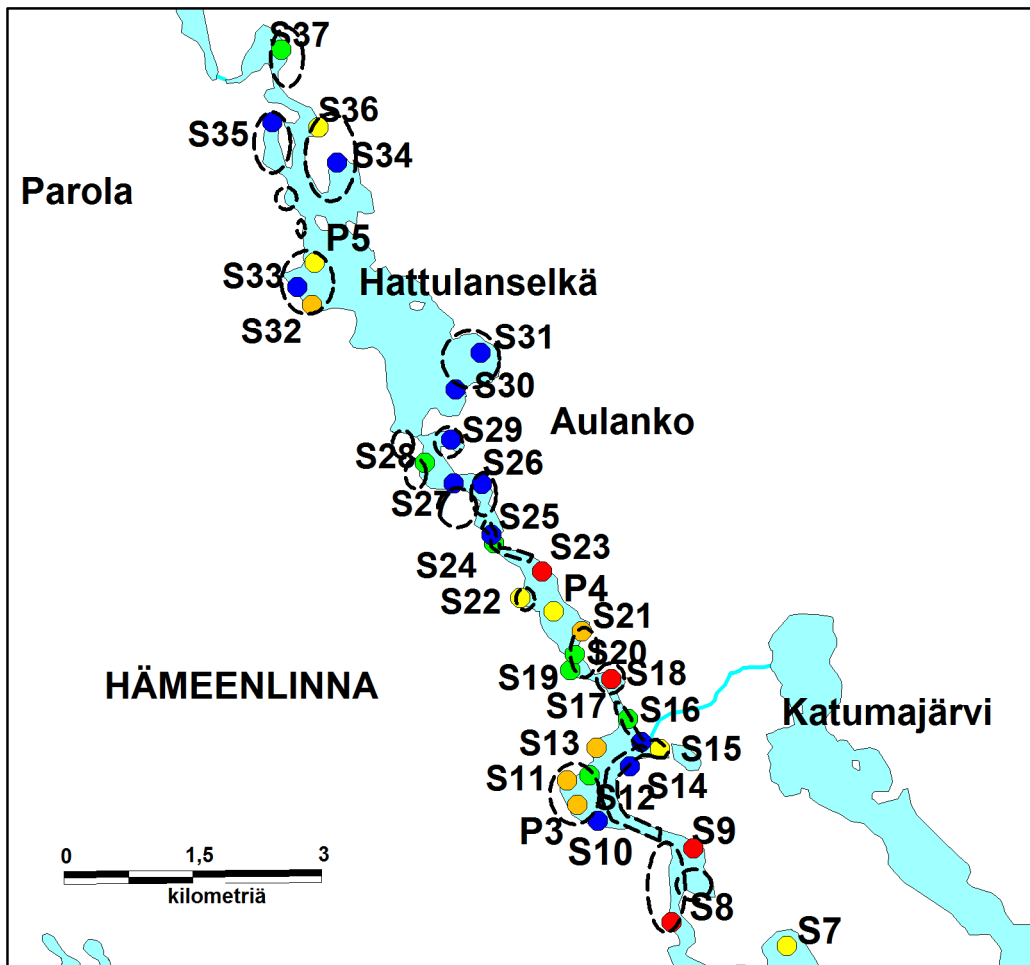 S37
S36
S35
S34
Parola
P5
S33
Hattulanselkä
S32
S31
S30
Aulanko
S29
S28
S26
S27
S25
S23
S24
P4
S22
S21
S20
S19
S18
HÄMEENLINNA
S17
S16
Katumajärvi
S13
S15
S11
S14
S12
P3
S10
S9
0 1,5 3
kilometriä
S8
S7